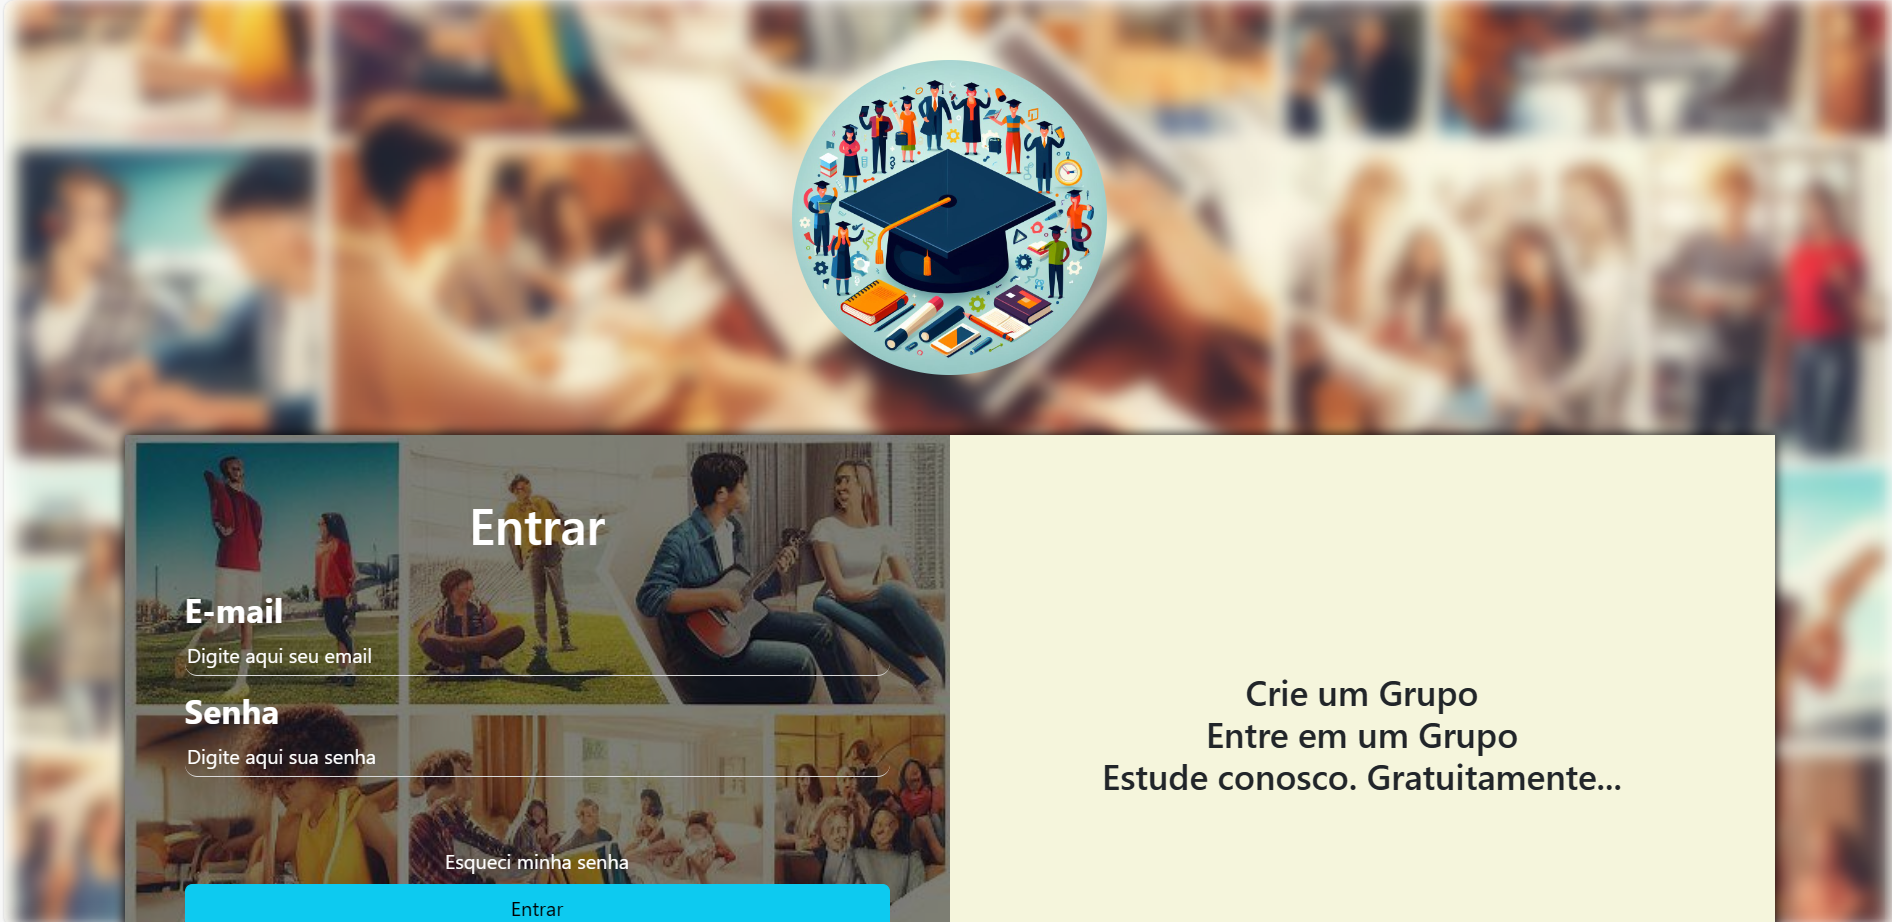 Entrar
E-mail
Digite aqui seu email
Senha
Digite aqui sua senha
Esqueci minha senha
Entrar
Crie um Grupo
Entre em um Grupo
Estude conosco. Gratuitamente...